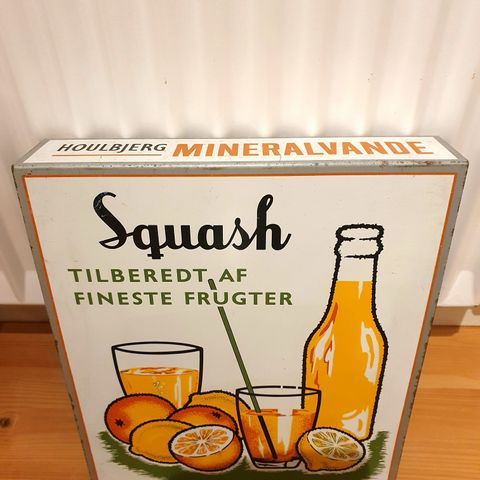 HOULBJERG MINERALVANDE
Squash
TILBEREDT AF
FINESTE FRUGTER